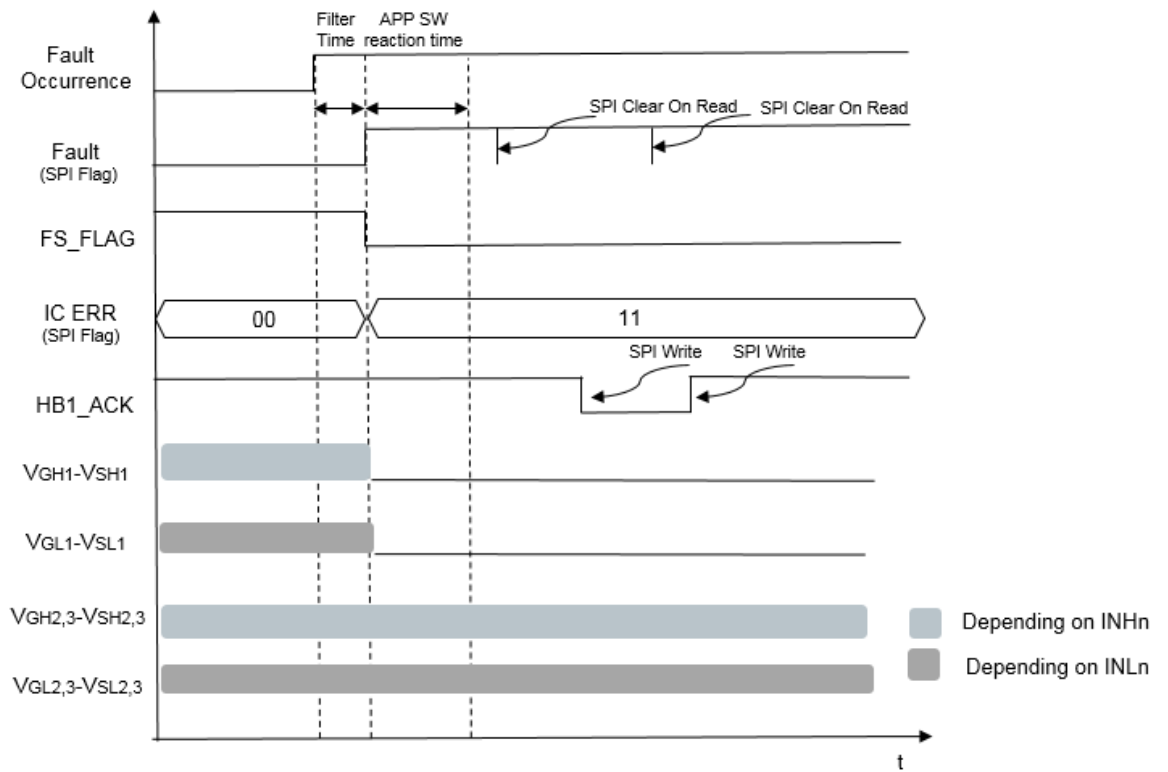 Filter
Time
APP SW
reaction time
Fault
Occurrence
SPI Clear On Read
SPI Clear On Read
Fault
(SPI Flag)
FS_FLAG
IC ERR
(SPI Flag)
00
11
SPI Write
SPI Write
HB1_ACK
VGH1-VSH1
VGL1-VSL1
VGH2,3-VSH2,3
Depending on INHn
VGL2,3-VSL2,3
Depending on INLn
t